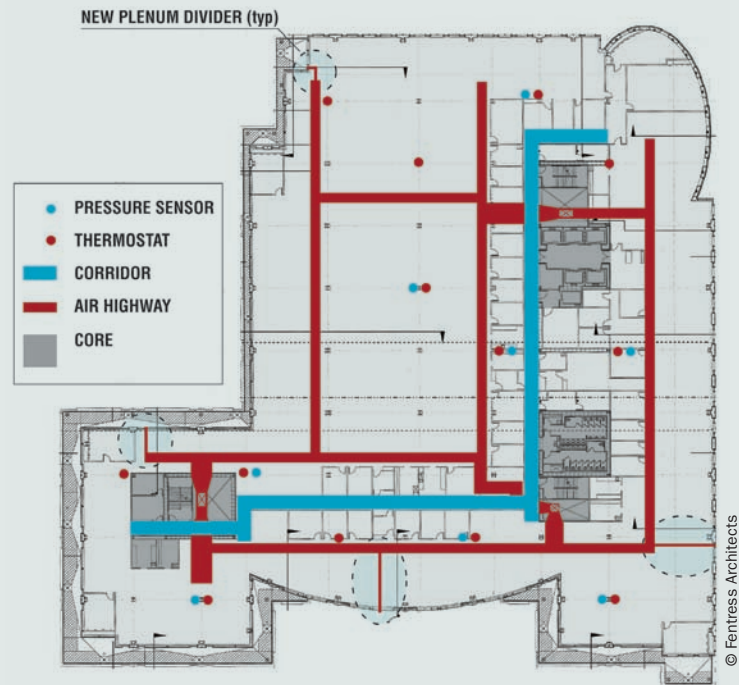 NEW PLENUM DIVIDER (typ)
PRESSURE SENSOR
THERMOSTAT
CORRIDOR
AIR HIGHWAY
CORE
© Fentress Architects